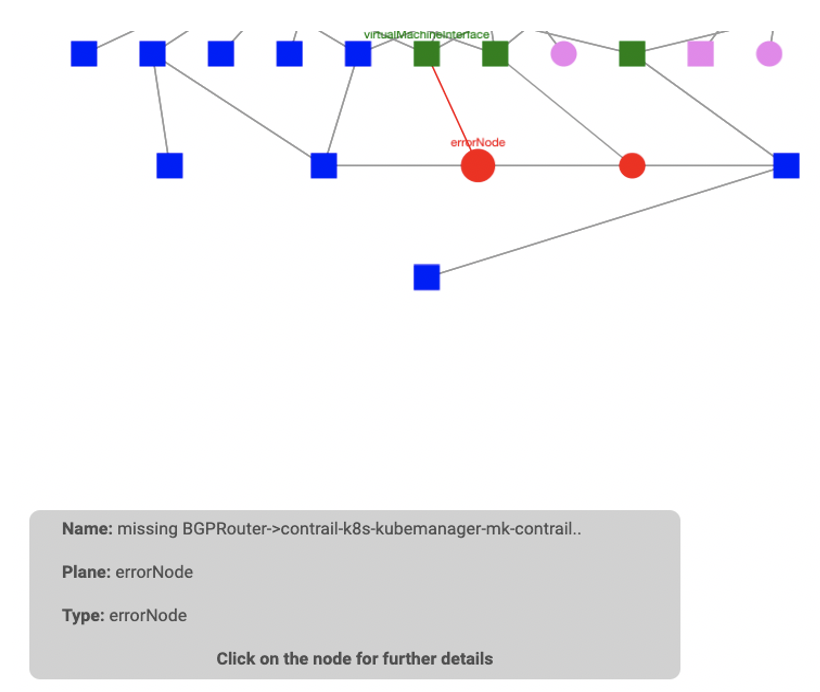 virtualMachineInterface
errorNode
Name: missing BGPRouter->contrail-k8s-kubemanager-mk-contrail..
Plane: errorNode
Type: errorNode
Click on the node for further details